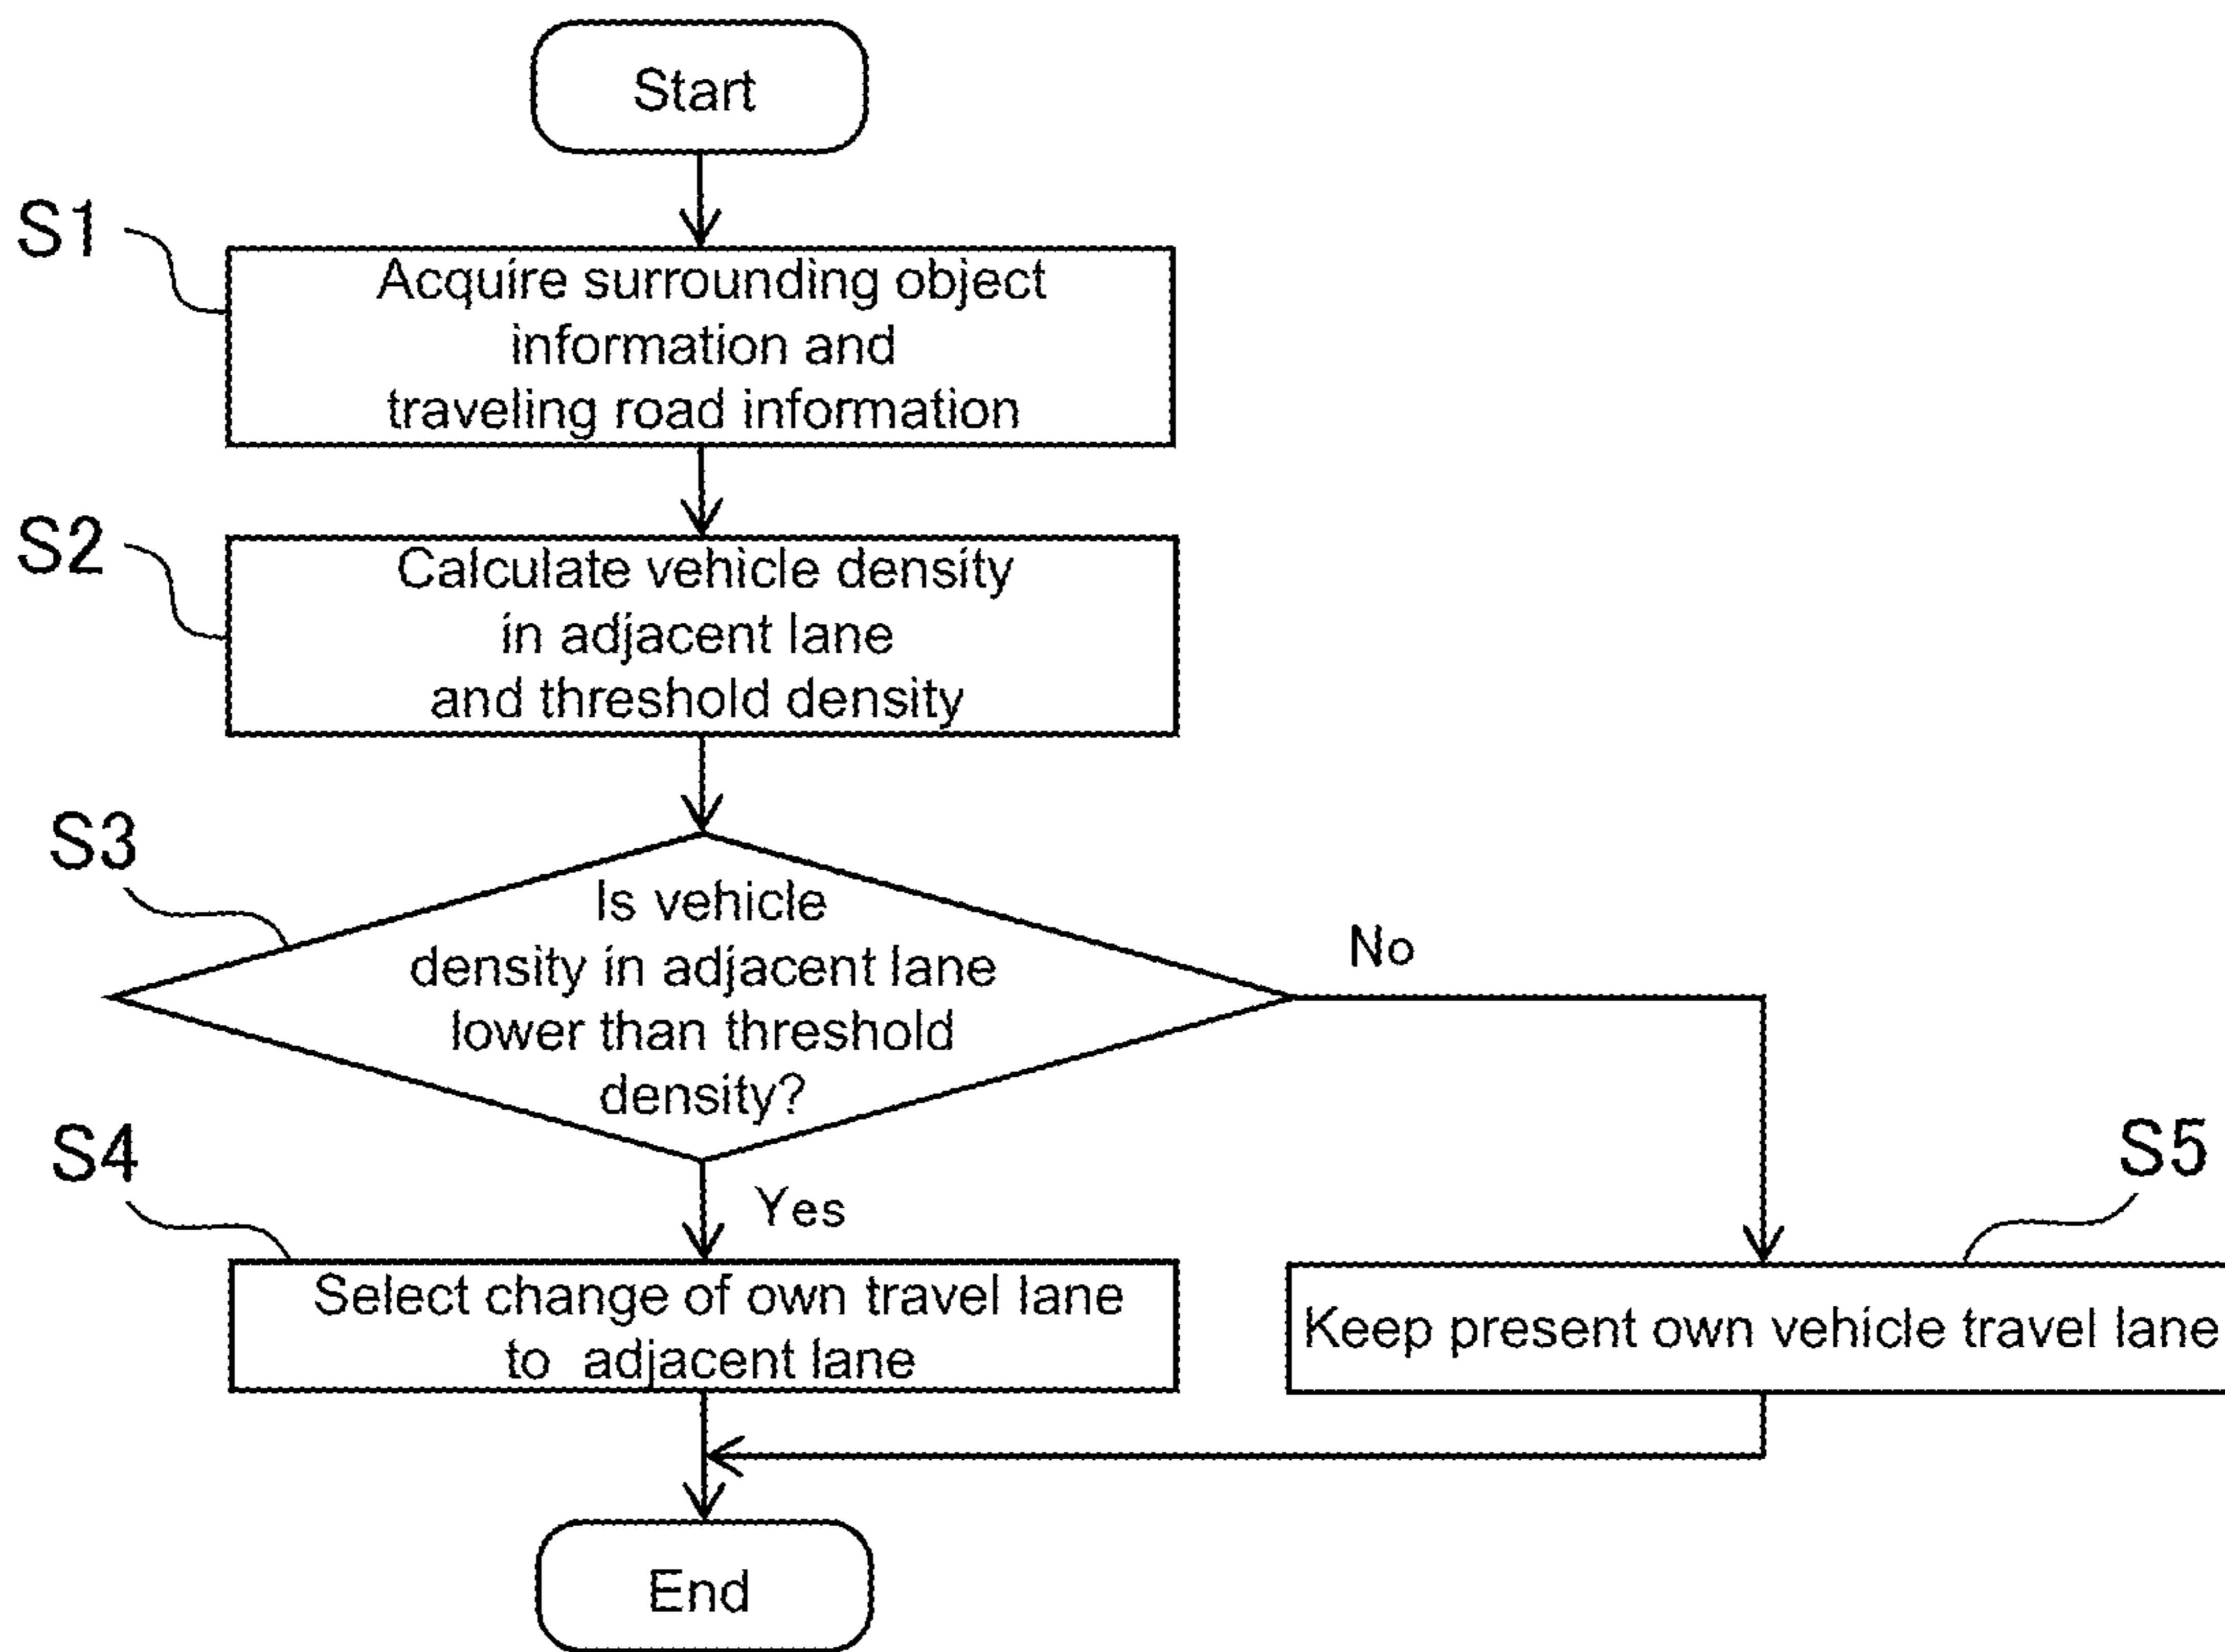 Start
S1
Acquire surrounding object
information and
traveling road information
S2
Calculate vehicle density
in adjacent lane
and threshold density
S3
Is vehicle
density in adjacent lane
lower than threshold
density?
No
Yes
S4
Select change of own travel lane
to adjacent lane
S5
Keep present own vehicle travel lane
End